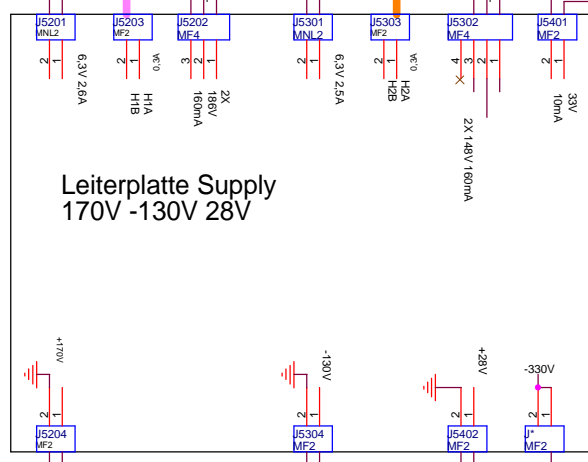 J5201
MNL2
J5203
MF2
J5202
MF4
J5301
MNL2
J5303
MF2
J5302
MF4
J5401
MF2
2
1
2
1
3
2
1
2
1
2
1
4
3
2
1
2
1
6,3V 2,6A
H1B
H1A
0,3A
160mA
186V
2X
6,3V 2,5A
H2B
H2A
0,3A
2X 148V 160mA
10mA
33V
Leiterplatte Supply
170V -130V 28V
+170V
-130V
+28V
-330V
2
1
2
1
2
1
2
1
J5204
MF2
J5304
MF2
J5402
MF2
J*
MF2